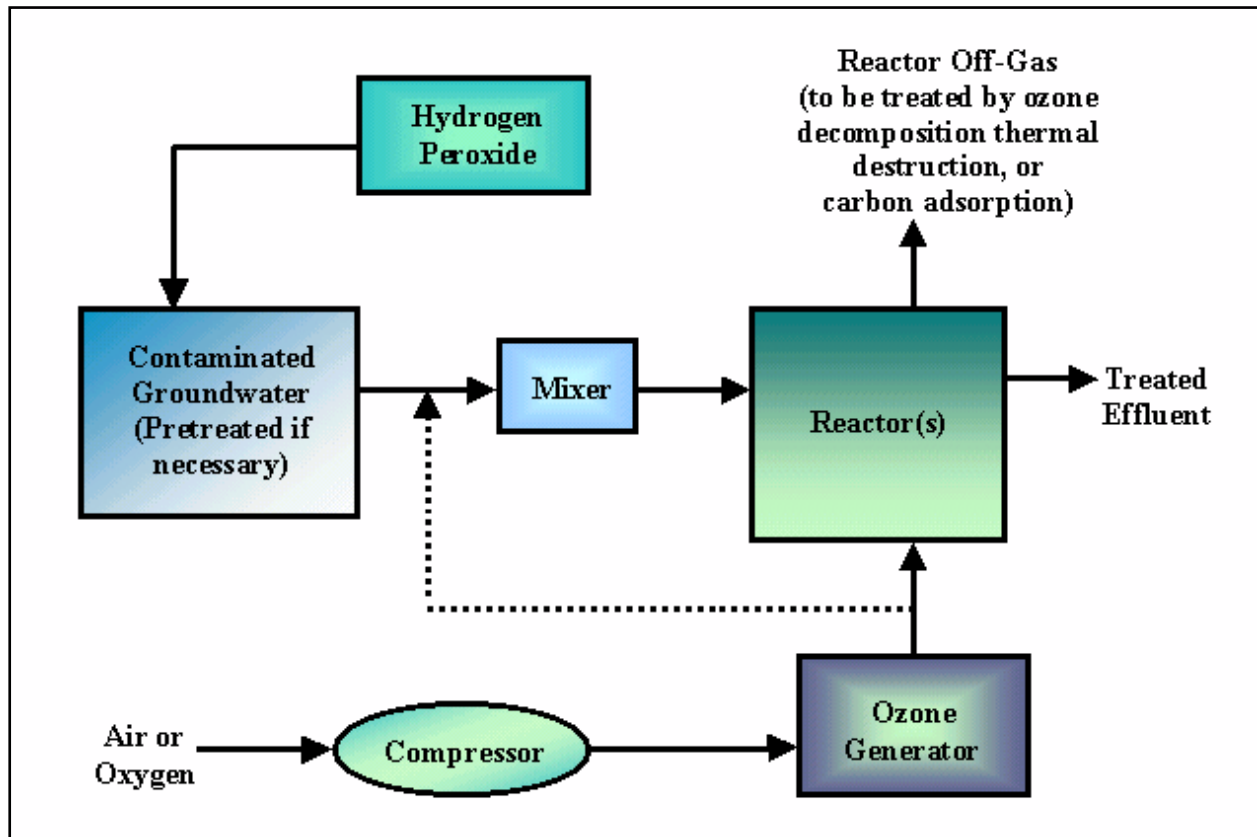 Hydrogen
Peroxide
Reactor Off-Gas
(to be treated by ozone
decomposition thermal
destruction, or
carbon adsorption)
Contaminated
Groundwater
(Pretreated if
necessary)
Mixer
Reactor(s)
Treated
Effluent
Air or
Oxygen
Compressor
Ozone
Generator